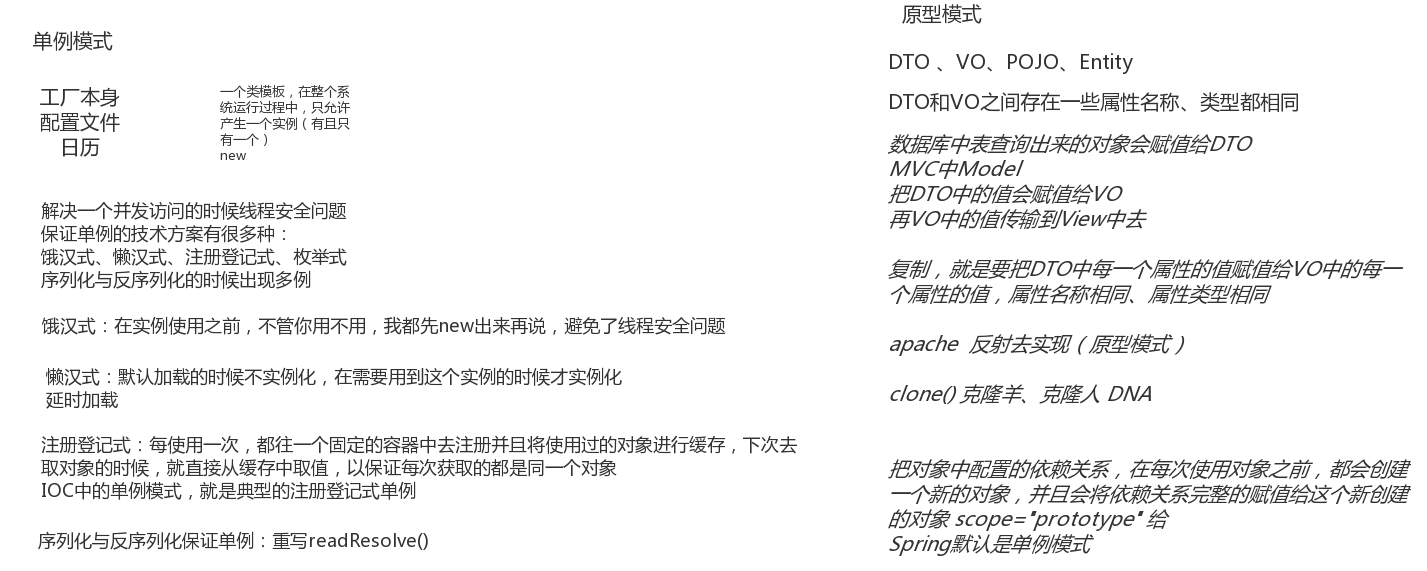 单例模式
工厂本身
配置文件
日历
一个类模板，在整个系
统运行过程中，只允许
产生一个实例（有且只
有一个）
new
解决一个并发访问的时候线程安全问题
保证单例的技术方案有很多种：
饿汉式、懒汉式、注册登记式、枚举式
序列化与反序列化的时候出现多例
饿汉式：在实例使用之前，不管你用不用，我都先new出来再说，避免了线程安全问题
懒汉式：默认加载的时候不实例化，在需要用到这个实例的时候才实例化
延时加载
注册登记式：每使用一次，都往一个固定的容器中去注册并且将使用过的对象进行缓存，下次去
取对象的时候，就直接从缓存中取值，以保证每次获取的都是同一个对象
IOC中的单例模式，就是典型的注册登记式单例
序列化与反序列化保证单例：重写readResolve()
原型模式
DTO 、VO、POJO、Entity
DTO和VO之间存在一些属性名称、类型都相同
数据库中表查询出来的对象会赋值给DTO
MVC中Model
把DTO中的值会赋值给VO
再VO中的值传输到View中去
复制，就是要把DTO中每一个属性的值赋值给VO中的每一
个属性的值，属性名称相同、属性类型相同
apache  反射去实现（原型模式）
clone() 克隆羊、克隆人 DNA
把对象中配置的依赖关系，在每次使用对象之前，都会创建
一个新的对象，并且会将依赖关系完整的赋值给这个新创建
的对象 scope="prototype" 给
Spring默认是单例模式